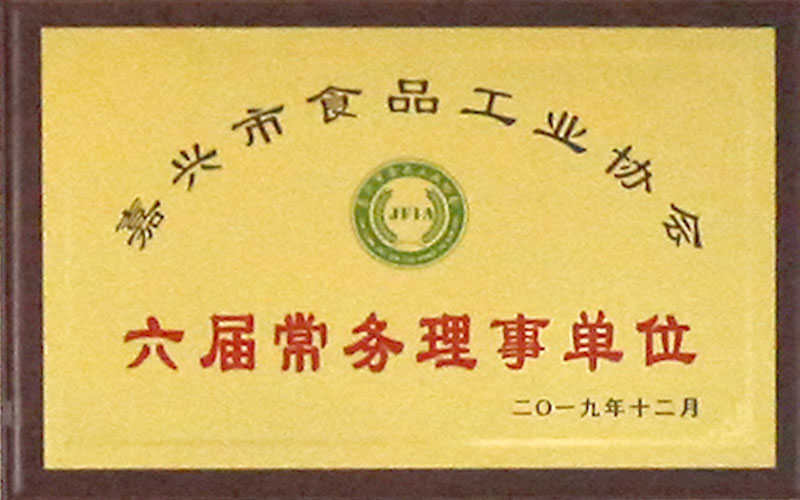 嘉兴市食品工业协会
JFIA
六届常务理事单位
二〇一九年十二月